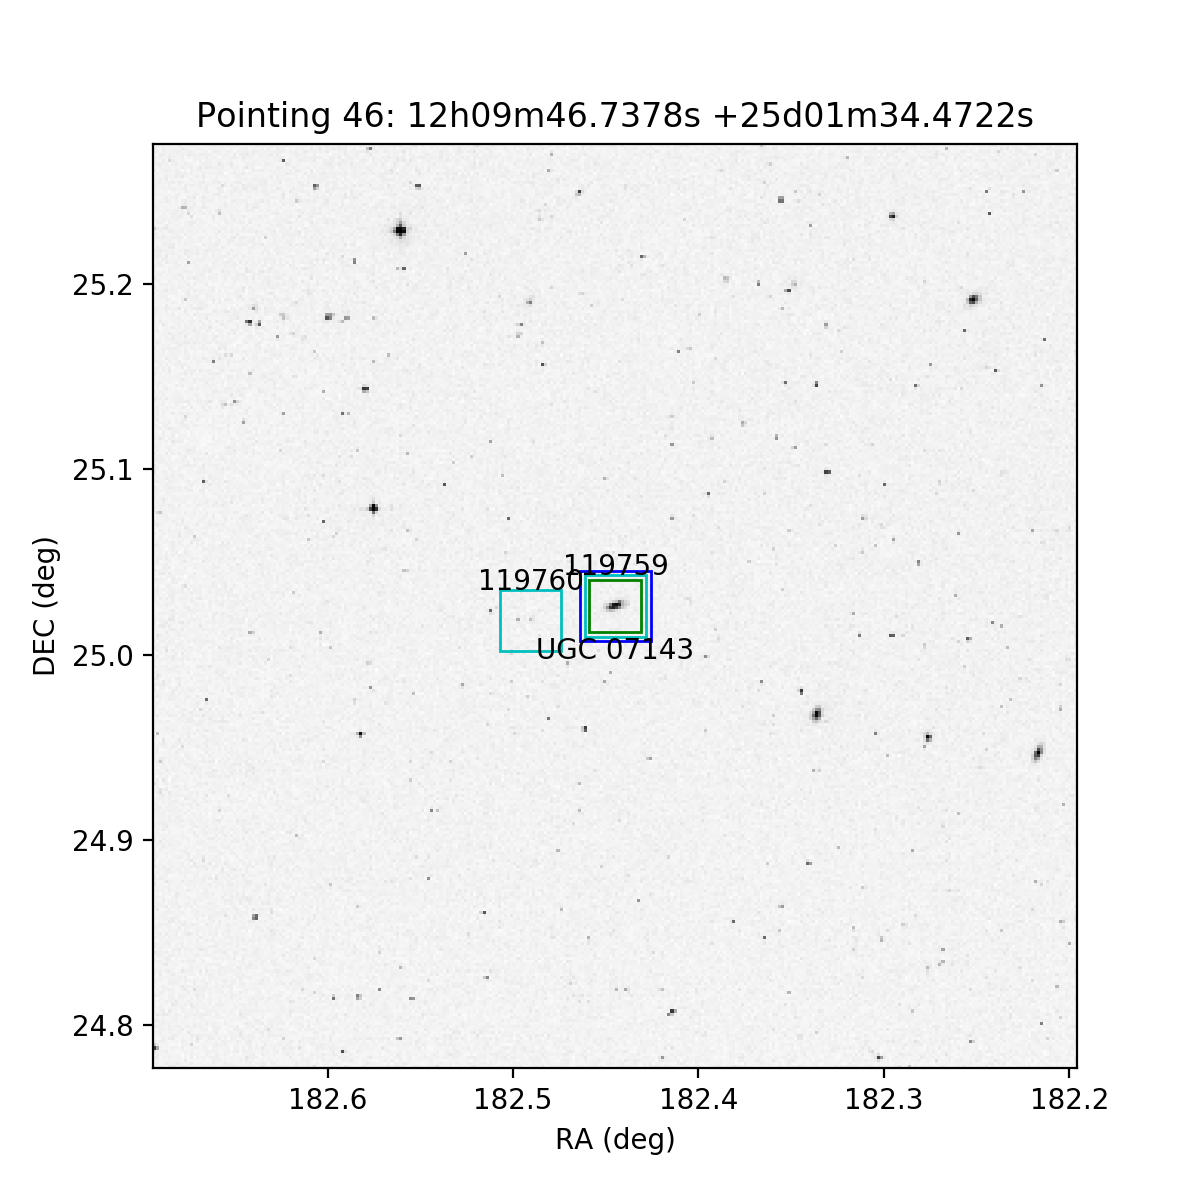 Pointing 46: 12h09m46.7378s +25d01m34.4722s
25.2
25.1
25.0
24.9
24.8
DEC (deg)
119759
119760
UGC 07143
182.6 182.5 182.4 182.3 182.2
RA (deg)